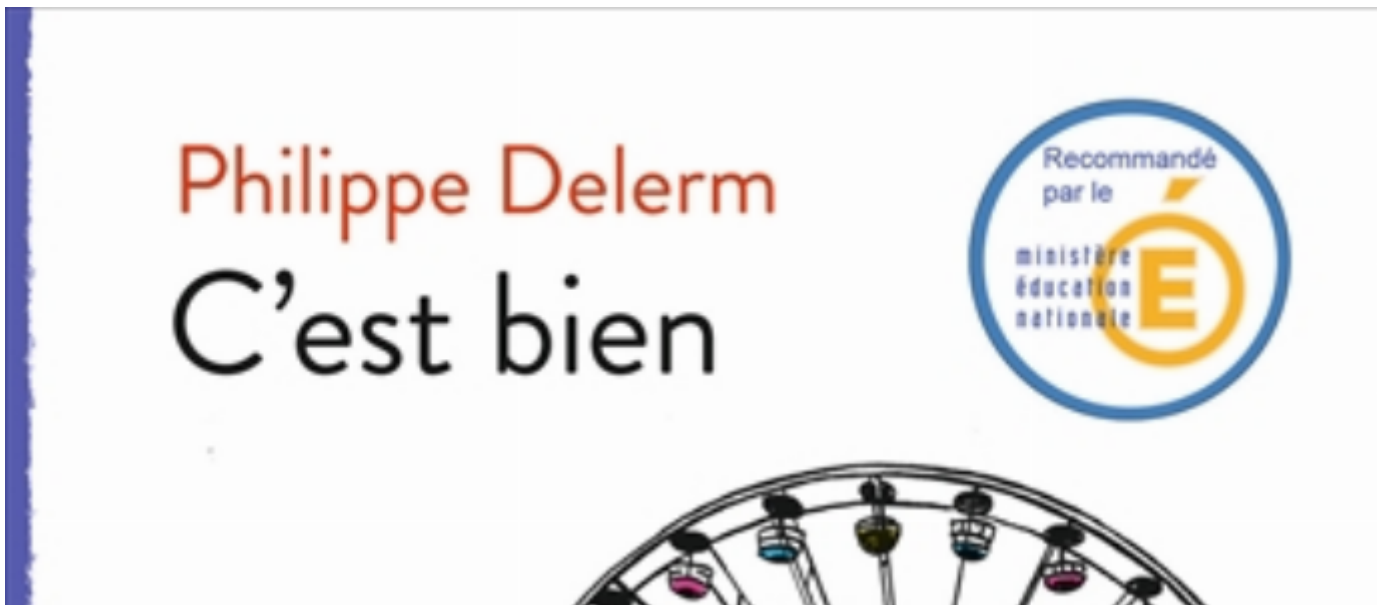 Philippe Delerm
C'est bien
Recommandé
par le
ministère
éducation
nationale
É